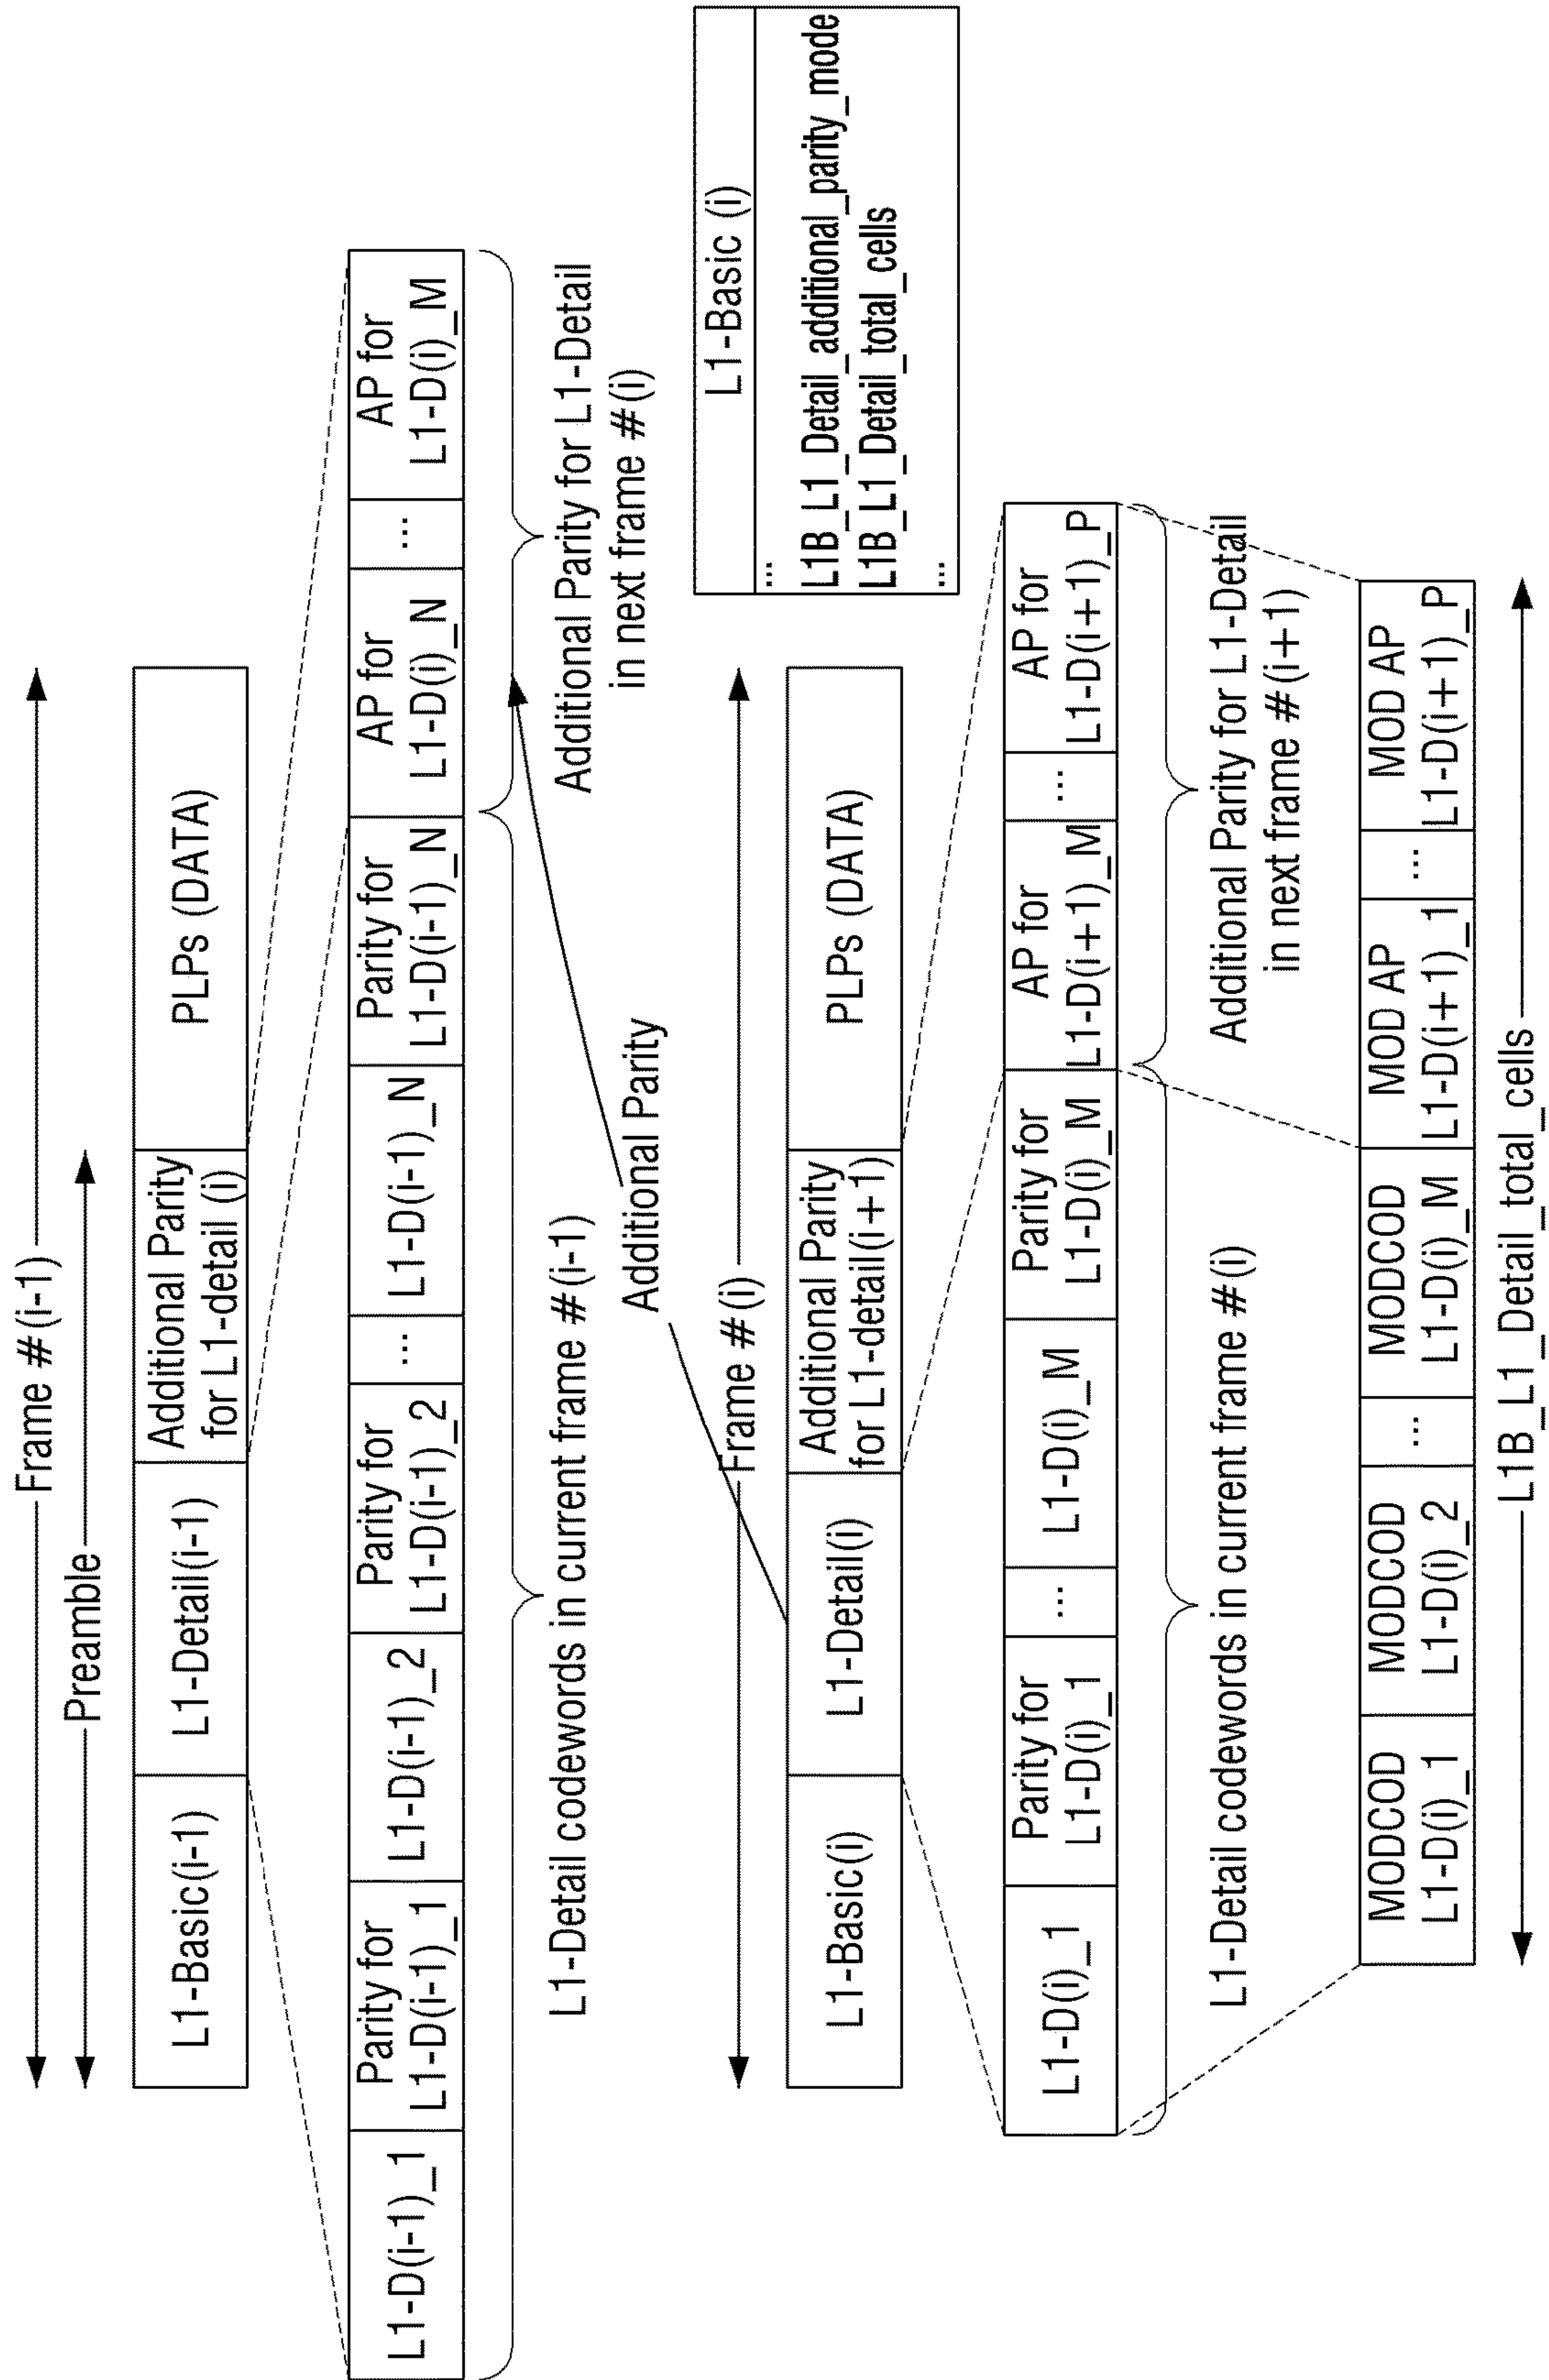 Frame #(i-1)
Preamble
L1-Basic(i-1)
L1-Detail(i-1)
Additional Parity
for L1-detail (i)
PLPs (DATA)
L1-D(i-1)_1
Parity for
L1-D(i-1)_1
L1-D(i-1)_2
Parity for
L1-D(i-1)_2
...
L1-D(i-1)_N
Parity for
L1-D(i-1)_N
AP for
L1-D(i)_N
...
AP for
L1-D(i)_M
L1-Detail codewords in current frame #(i-1)
Additional Parity for L1-Detail
in next frame #(i)
Additional Parity
L1-Basic (i)
...
L1B_L1_Detail_additional_parity_mode
L1B_L1_Detail_total_cells
...
Frame #(i)
L1-Basic(i)
L1-Detail(i)
Additional Parity
for L1-detail(i+1)
PLPs (DATA)
L1-D(i)_1
Parity for
L1-D(i)_1
...
L1-D(i)_M
Parity for
L1-D(i)_M
AP for
L1-D(i+1)_M
...
AP for
L1-D(i+1)_P
L1-Detail codewords in current frame #(i)
Additional Parity for L1-Detail
in next frame #(i+1)
MODCOD
L1-D(i)_1
MODCOD
L1-D(i)_2
...
MODCOD
L1-D(i)_M
MOD AP
L1-D(i+1)_1
...
MOD AP
L1-D(i+1)_P
L1B_L1_Detail_total_cells